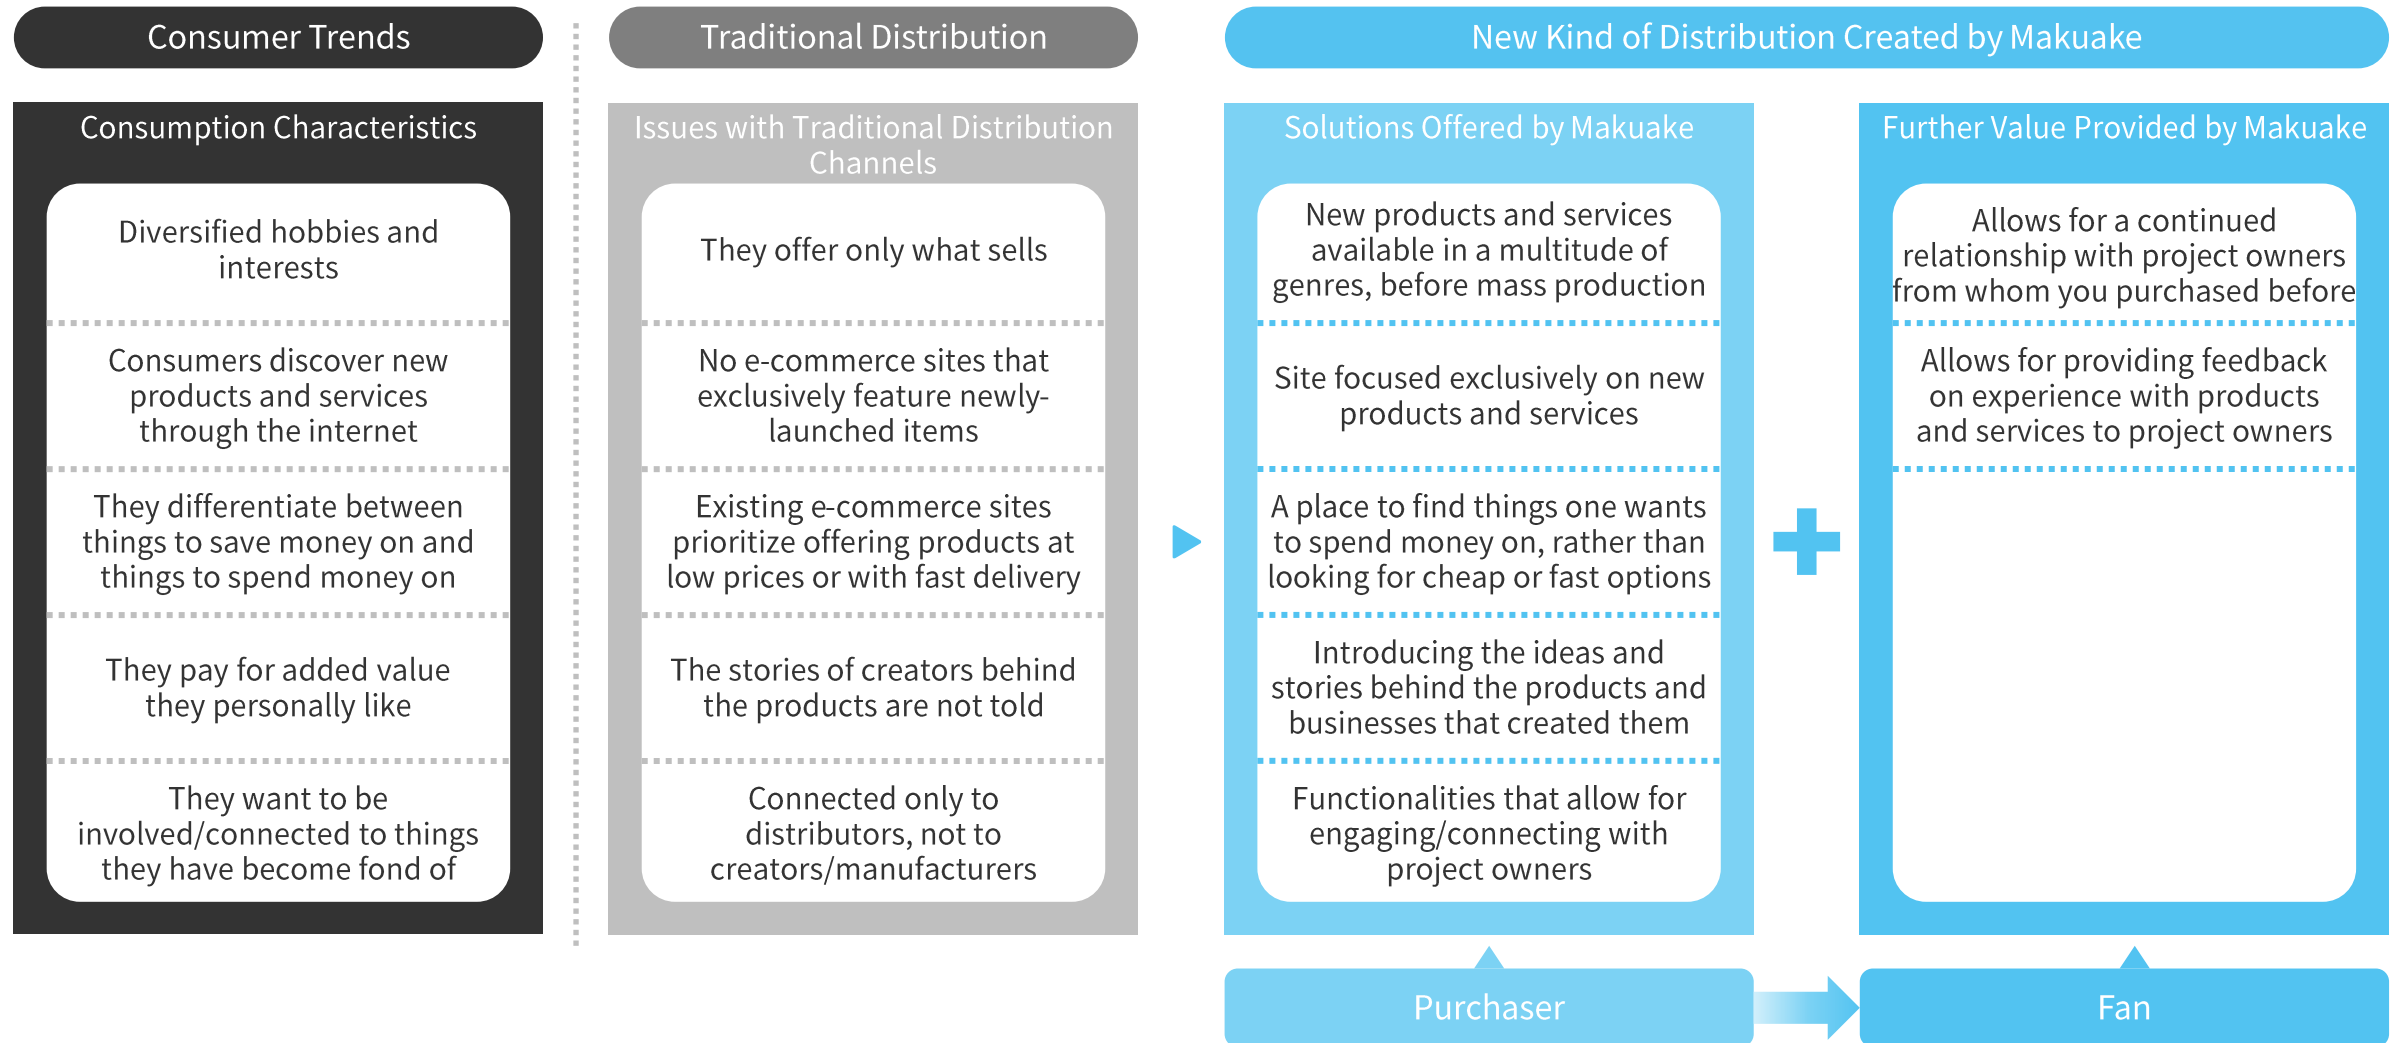 Consumer Trends
Consumption Characteristics
Diversified hobbies and
interests
Consumers discover new
products and services
through the internet
They differentiate between
things to save money on and
things to spend money on
They pay for added value
they personally like
They want to be
involved/connected to things
they have become fond of
Traditional Distribution
Issues with Traditional Distribution
Channels
They offer only what sells
No e-commerce sites that
exclusively feature newly-
launched items
Existing e-commerce sites
prioritize offering products at
low prices or with fast delivery
The stories of creators behind
the products are not told
Connected only to
distributors, not to
creators/manufacturers
New Kind of Distribution Created by Makuake
Solutions Offered by Makuake
New products and services
available in a multitude of
genres, before mass production
Site focused exclusively on new
products and services
A place to find things one wants
to spend money on, rather than
looking for cheap or fast options
Introducing the ideas and
stories behind the products and
businesses that created them
Functionalities that allow for
engaging/connecting with
project owners
Further Value Provided by Makuake
Allows for a continued
relationship with project owners
from whom you purchased before
Allows for providing feedback
on experience with products
and services to project owners
Purchaser
Fan